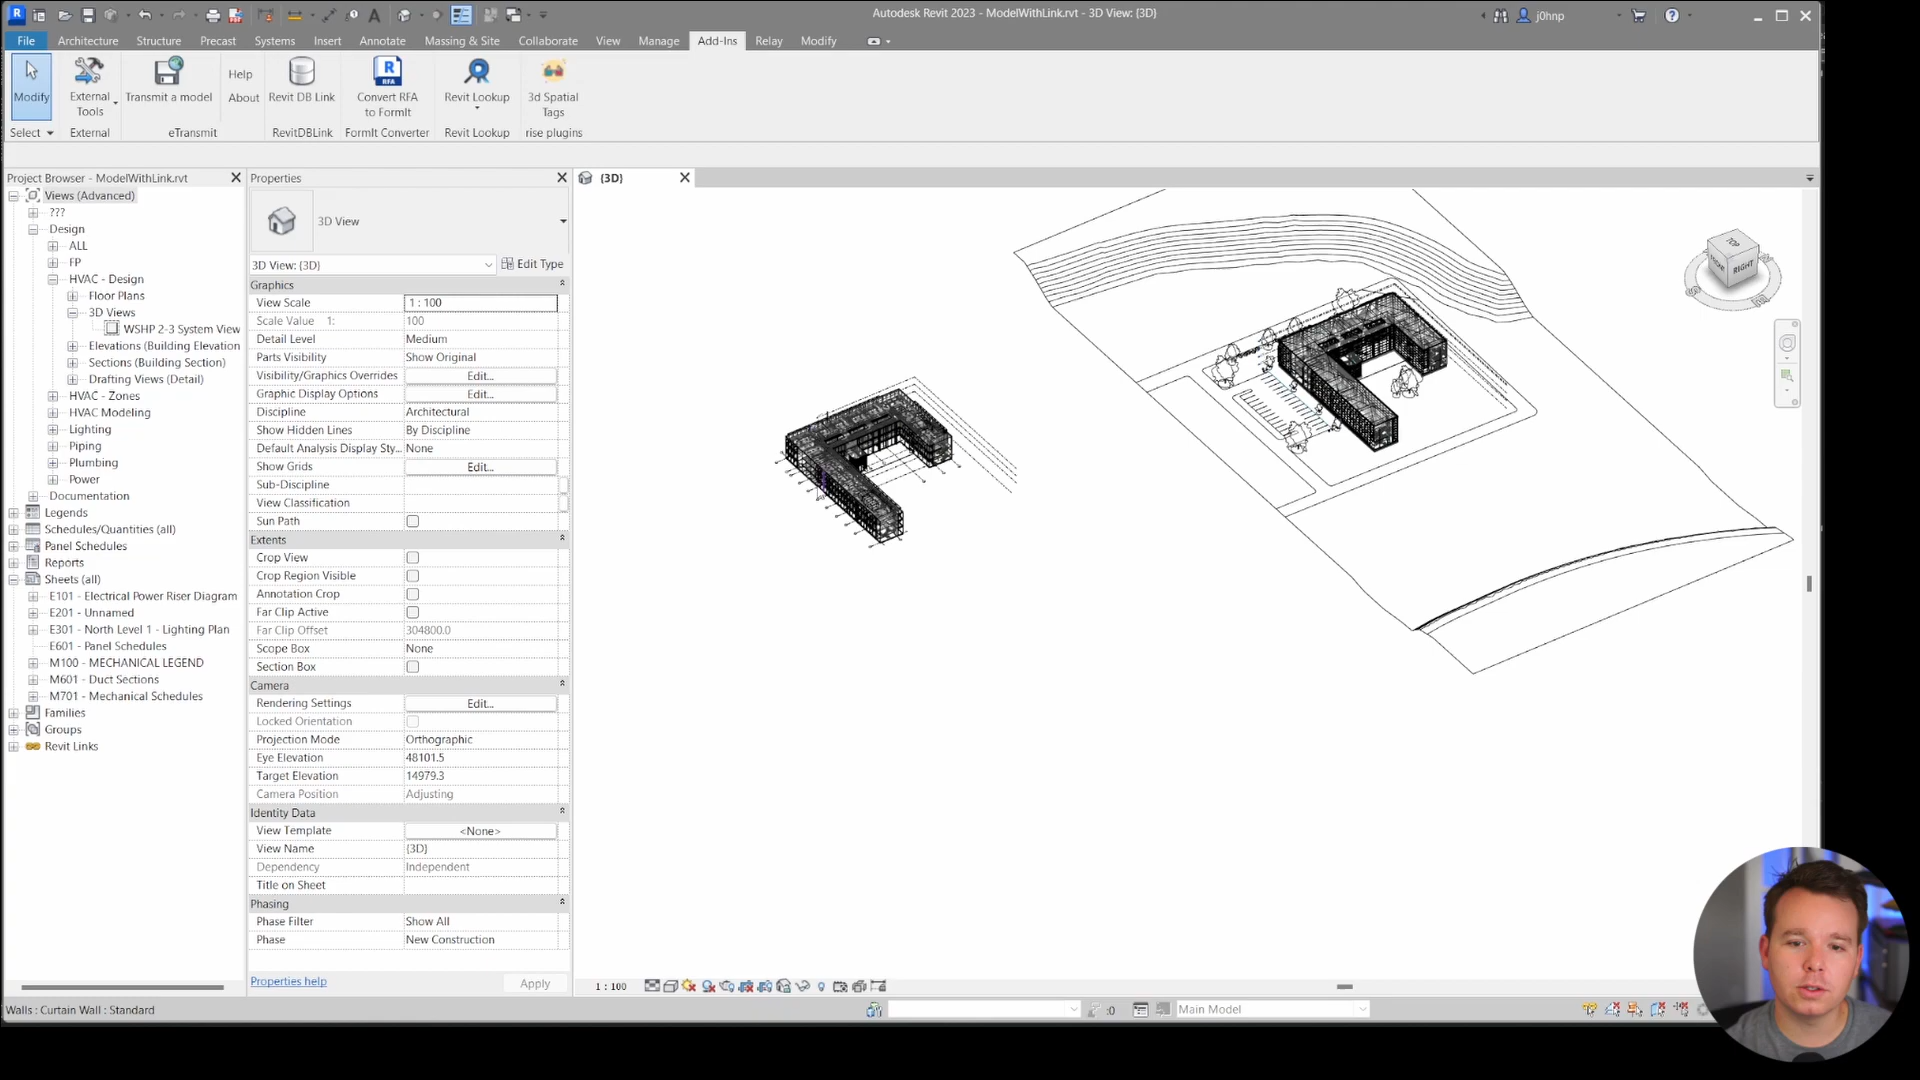 Autodesk Revit 2023 - ModelWithLink.rvt - 3D View: {3D}
j0hnp
File Architecture Structure Precast Systems Insert Annotate Massing & Site Collaborate View Manage Add-Ins Relay Modify
Modify
External Tools
Transmit a model
Help
About
Revit DB Link
Convert RFA to FormIt
Revit Lookup
3d Spatial Tags
Select External eTransmit RevitDBLink FormIt Converter Revit Lookup rise plugins
Project Browser - ModelWithLink.rvt
Views (Advanced)
???
Design
ALL
FP
HVAC - Design
Floor Plans
3D Views
WSHP 2-3 System View
Elevations (Building Elevation
Sections (Building Section)
Drafting Views (Detail)
HVAC - Zones
HVAC Modeling
Lighting
Piping
Plumbing
Power
Documentation
Legends
Schedules/Quantities (all)
Panel Schedules
Reports
Sheets (all)
E101 - Electrical Power Riser Diagram
E201 - Unnamed
E301 - North Level 1 - Lighting Plan
E601 - Panel Schedules
M100 - MECHANICAL LEGEND
M601 - Duct Sections
M701 - Mechanical Schedules
Families
Groups
Revit Links
Properties
3D View
3D View: {3D} Edit Type
Graphics
View Scale 1 : 100
Scale Value 1: 100
Detail Level Medium
Parts Visibility Show Original
Visibility/Graphics Overrides Edit...
Graphic Display Options Edit...
Discipline Architectural
Show Hidden Lines By Discipline
Default Analysis Display Sty... None
Show Grids Edit...
Sub-Discipline
View Classification
Sun Path
Extents
Crop View
Crop Region Visible
Annotation Crop
Far Clip Active
Far Clip Offset 304800.0
Scope Box None
Section Box
Camera
Rendering Settings Edit...
Locked Orientation
Projection Mode Orthographic
Eye Elevation 48101.5
Target Elevation 14979.3
Camera Position Adjusting
Identity Data
View Template <None>
View Name {3D}
Dependency Independent
Title on Sheet
Phasing
Phase Filter Show All
Phase New Construction
Properties help Apply
{3D}
TOP
RIGHT
1 : 100
Walls : Curtain Wall : Standard
:0
Main Model